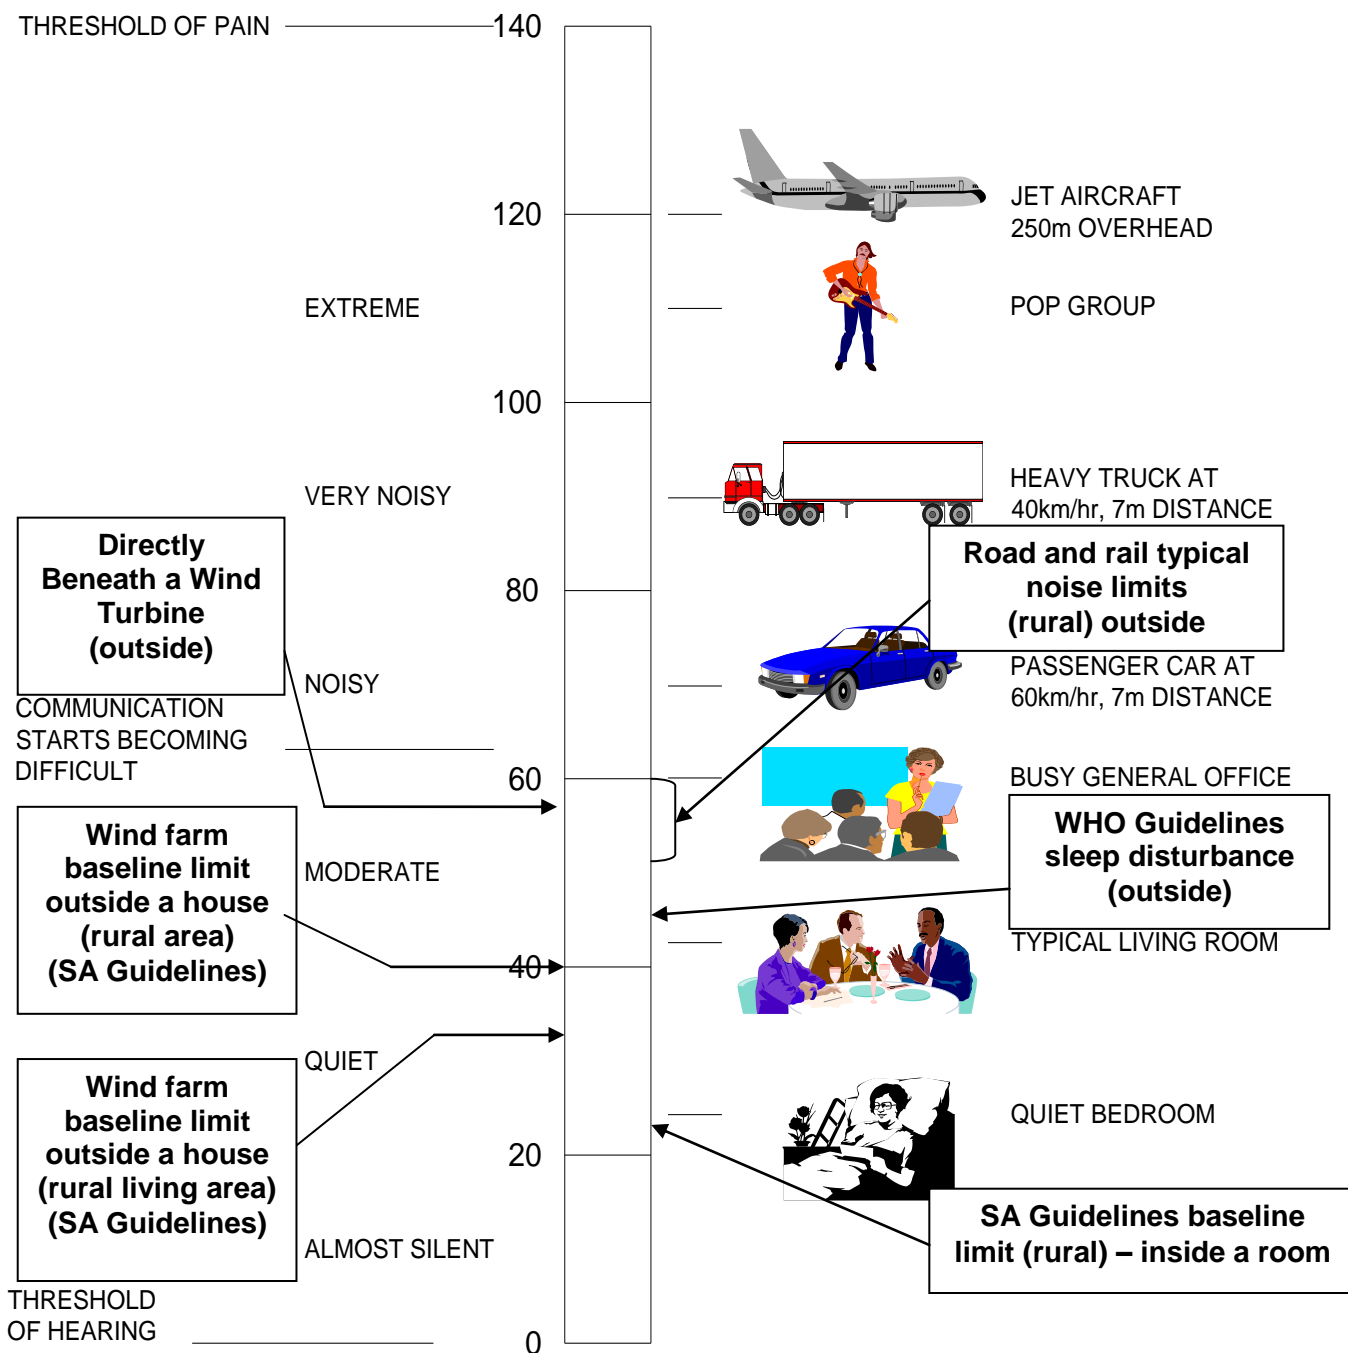 THRESHOLD OF PAIN
140
JET AIRCRAFT
250m OVERHEAD
120
EXTREME
POP GROUP
100
HEAVY TRUCK AT
40km/hr, 7m DISTANCE
VERY NOISY
Directly
Beneath a Wind
Turbine
(outside)
Road and rail typical
noise limits
(rural) outside
80
NOISY
PASSENGER CAR AT
60km/hr, 7m DISTANCE
COMMUNICATION
STARTS BECOMING
DIFFICULT
60
BUSY GENERAL OFFICE
Wind farm
baseline limit
outside a house
(rural area)
(SA Guidelines)
MODERATE
WHO Guidelines
sleep disturbance
(outside)
TYPICAL LIVING ROOM
40
QUIET
Wind farm
baseline limit
outside a house
(rural living area)
(SA Guidelines)
QUIET BEDROOM
20
SA Guidelines baseline
limit (rural) – inside a room
ALMOST SILENT
THRESHOLD
OF HEARING
0